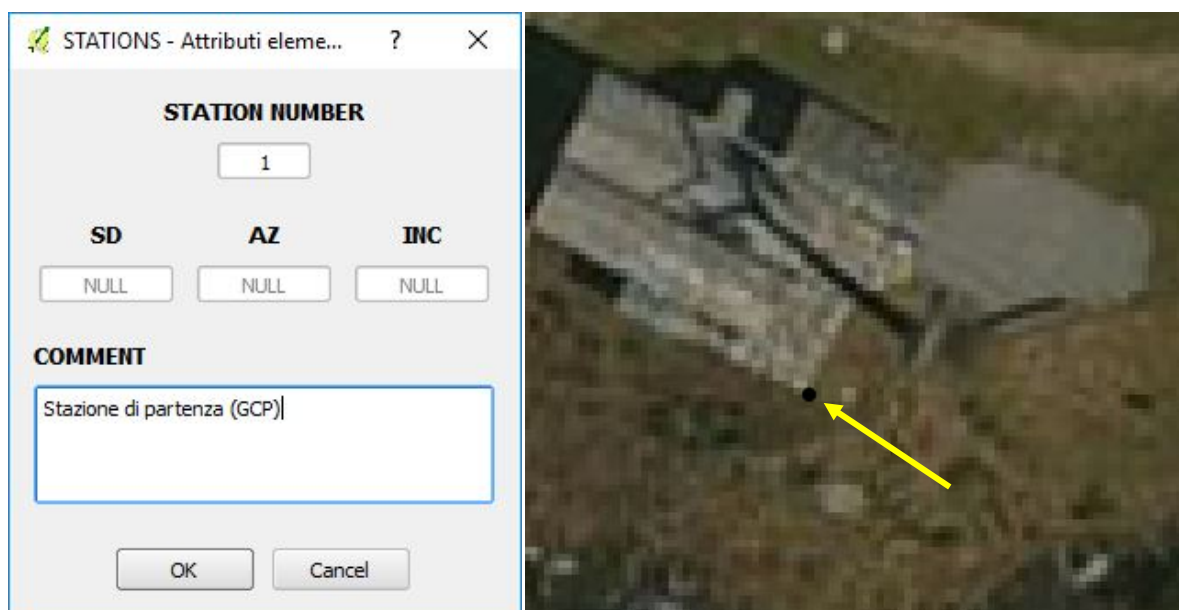 STATIONS - Attributi eleme... ? X
STATION NUMBER
1
SD AZ INC
NULL NULL NULL
COMMENT
Stazione di partenza (GCP)
OK Cancel